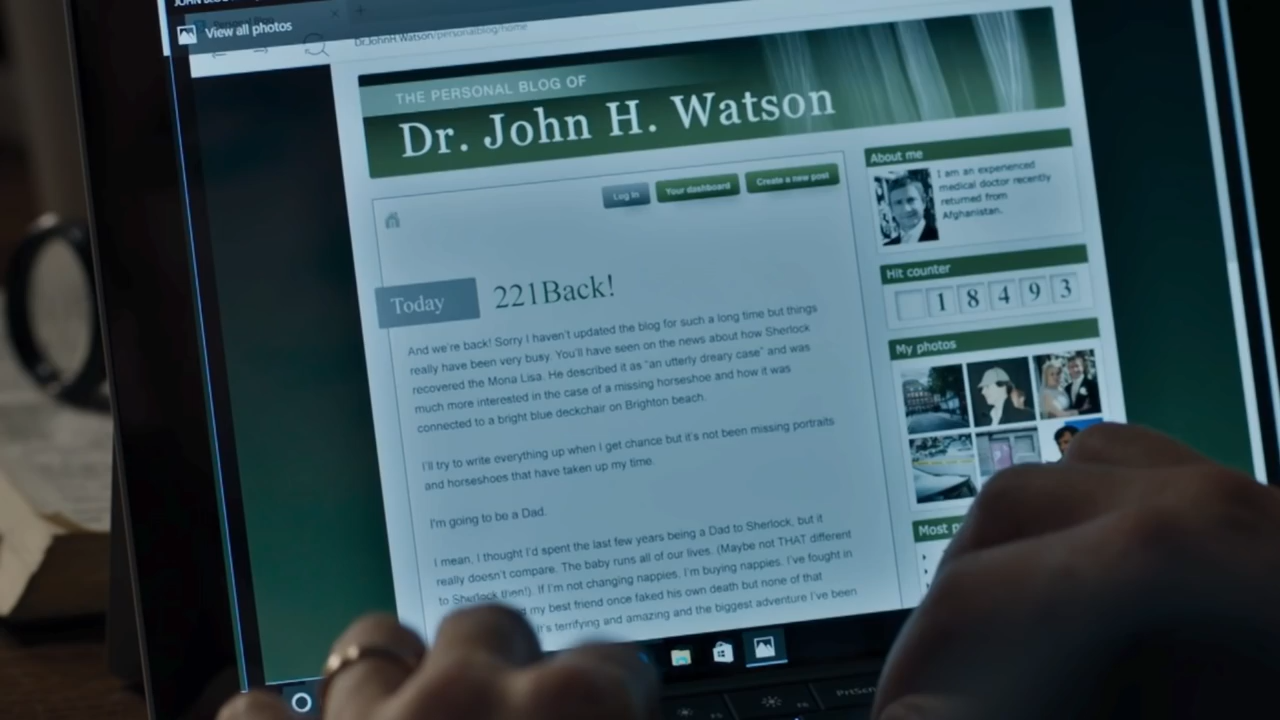 View all photos
DrJohnH.Watson/personalblog/home
THE PERSONAL BLOG OF
Dr. John H. Watson
Log In
Your dashboard
Create a new post
Today
221Back!
And we're back! Sorry I haven't updated the blog for such a long time but things
really have been very busy. You'll have seen on the news about how Sherlock
recovered the Mona Lisa. He described it as "an utterly dreary case" and was
much more interested in the case of a missing horseshoe and how it was
connected to a bright blue deckchair on Brighton beach.
I'll try to write everything up when I get chance but it's not been missing portraits
and horseshoes that have taken up my time.
I'm going to be a Dad.
I mean, I thought I'd spent the last few years being a Dad to Sherlock, but it
really doesn't compare. The baby runs all of our lives. (Maybe not THAT different
to Sherlock then!). If I'm not changing nappies, I'm buying nappies. I've fought in
my best friend once faked his own death but none of that
It's terrifying and amazing and the biggest adventure I've been
About me
I am an experienced
medical doctor recently
returned from
Afghanistan.
Hit counter
1 8 4 9 3
My photos
Most
PrtScn